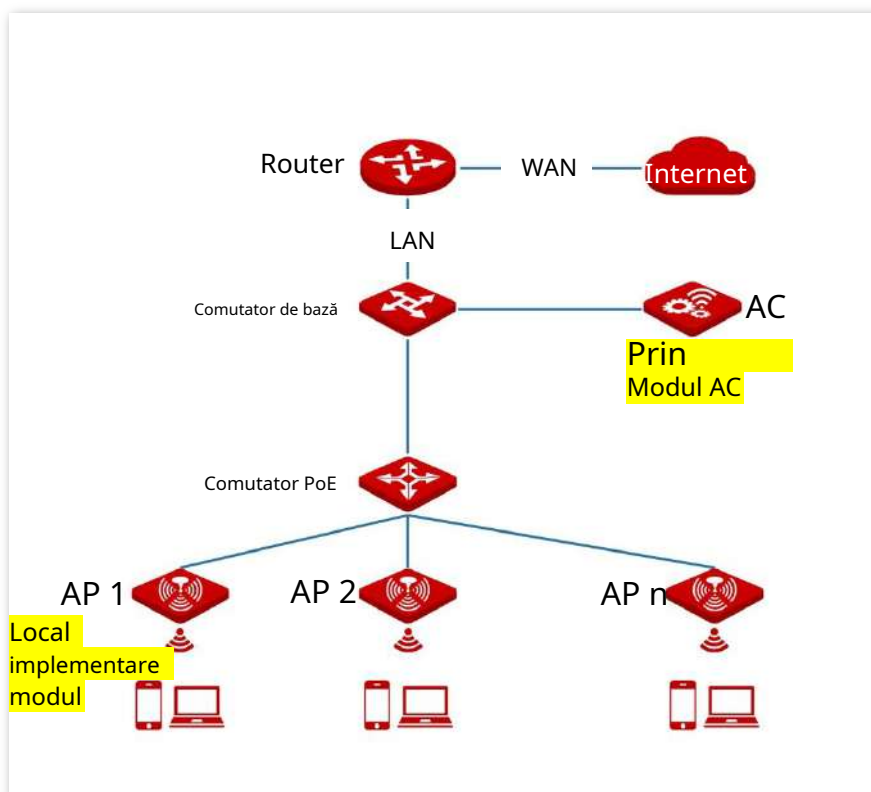 Router
WAN
Internet
LAN
Comutator de bază
AC
Prin
Modul AC
Comutator PoE
AP 1
AP 2
AP n
Local
implementare
modul